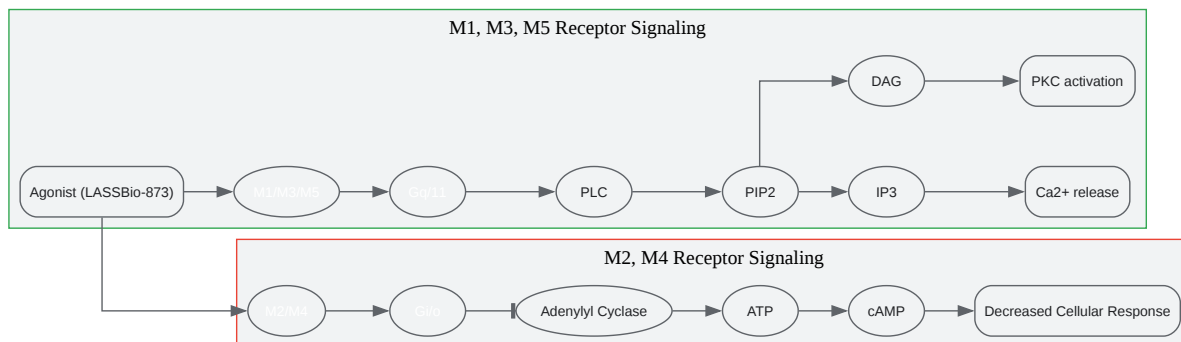 M1, M3, M5 Receptor Signaling
DAG
PKC activation
Agonist (LASSBio-873)
M1/M3/M5
Gq/11
PLC
PIP2
IP3
Ca2+ release
M2, M4 Receptor Signaling
M2/M4
Gi/o
Adenylyl Cyclase
ATP
cAMP
Decreased Cellular Response